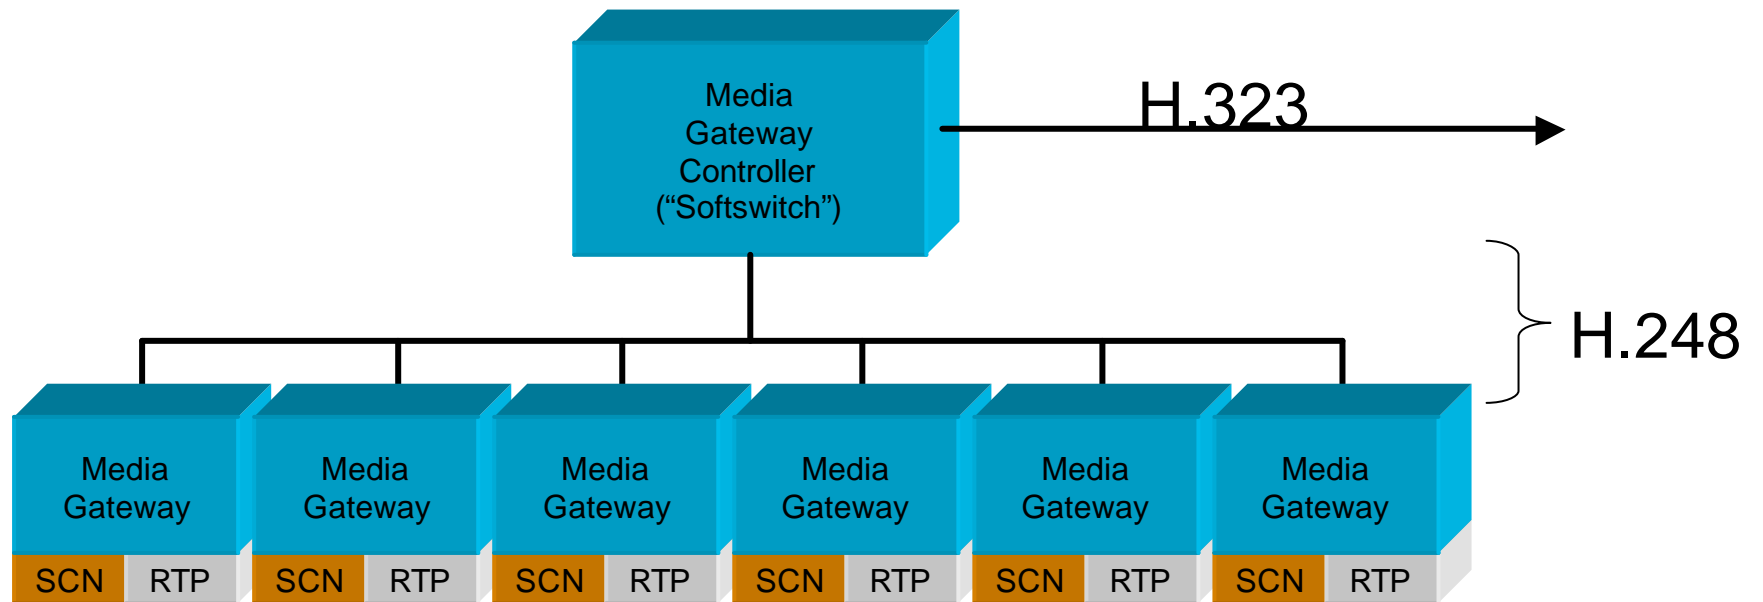 Media
Gateway
Controller
(“Softswitch”)
H.323
H.248
Media
Gateway
Media
Gateway
Media
Gateway
Media
Gateway
Media
Gateway
Media
Gateway
SCN RTP SCN RTP SCN RTP SCN RTP SCN RTP SCN RTP